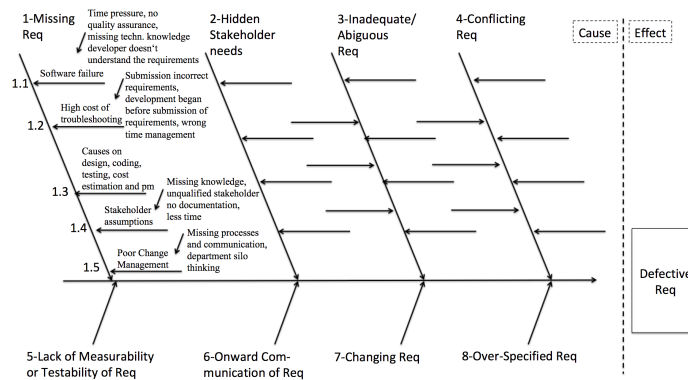 1-Missing
Req
Time pressure, no
quality assurance,
missing techn. knowledge
developer doesn't
understand the requirements
1.1
Software failure
Submission incorrect
requirements,
development began
before submission of
requirements, wrong
time management
1.2
High cost of
troubleshooting
Causes on
design, coding,
testing, cost
estimation and pm
1.3
Missing knowledge,
unqualified stakeholder
no documentation,
less time
1.4
Stakeholder
assumptions
Missing processes
and communication,
department silo
thinking
1.5
Poor Change
Management
2-Hidden
Stakeholder
needs
3-Inadequate/
Abiguous
Req
4-Conflicting
Req
Cause
Effect
Defective
Req
5-Lack of Measurability
or Testability of Req
6-Onward Com-
munication of Req
7-Changing Req
8-Over-Specified Req